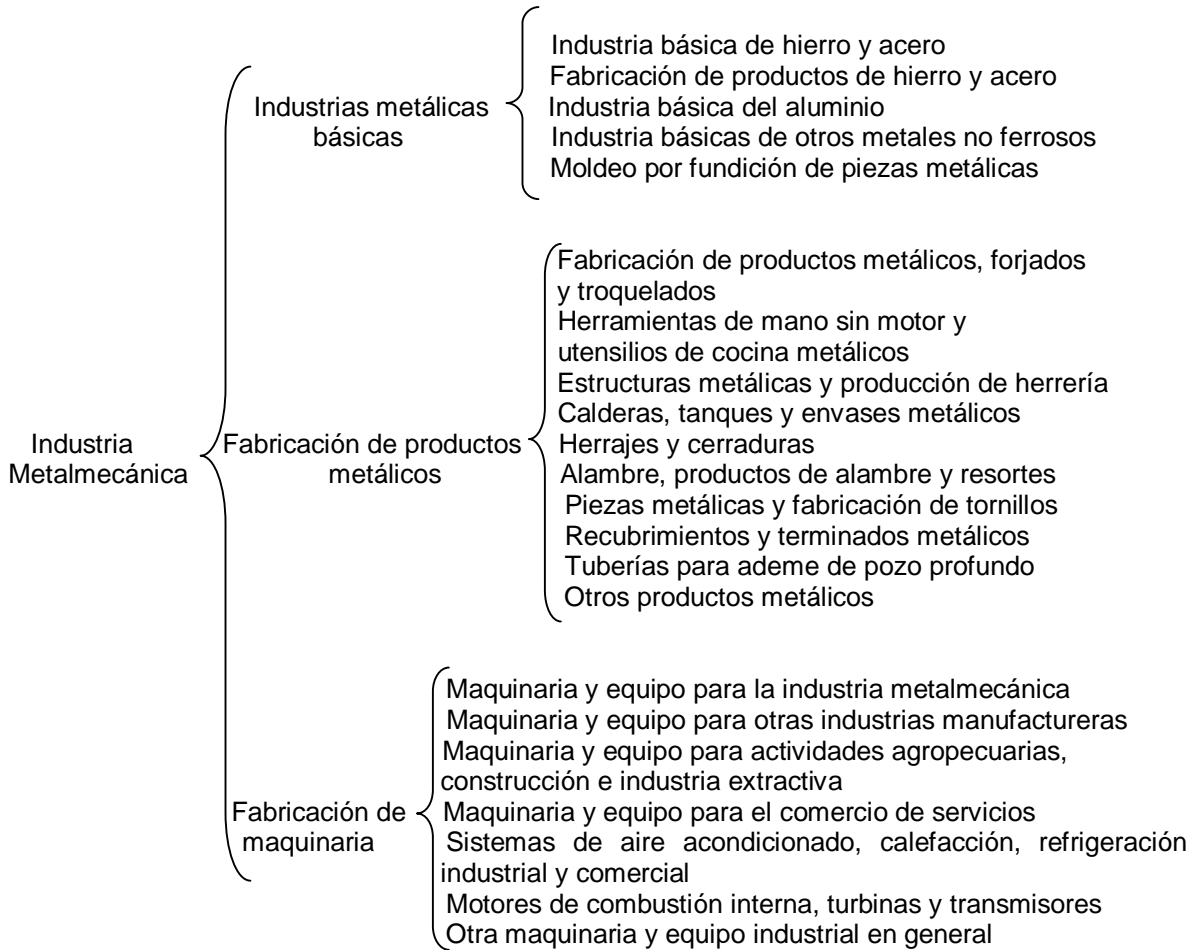 Industria
Metalmecánica
Industrias metálicas
básicas
Industria básica de hierro y acero
Fabricación de productos de hierro y acero
Industria básica del aluminio
Industria básicas de otros metales no ferrosos
Moldeo por fundición de piezas metálicas
Fabricación de productos
metálicos
Fabricación de productos metálicos, forjados
y troquelados
Herramientas de mano sin motor y
utensilios de cocina metálicos
Estructuras metálicas y producción de herrería
Calderas, tanques y envases metálicos
Herrajes y cerraduras
Alambre, productos de alambre y resortes
Piezas metálicas y fabricación de tornillos
Recubrimientos y terminados metálicos
Tuberías para ademe de pozo profundo
Otros productos metálicos
Fabricación de
maquinaria
Maquinaria y equipo para la industria metalmecánica
Maquinaria y equipo para otras industrias manufactureras
Maquinaria y equipo para actividades agropecuarias,
construcción e industria extractiva
Maquinaria y equipo para el comercio de servicios
Sistemas de aire acondicionado, calefacción, refrigeración
industrial y comercial
Motores de combustión interna, turbinas y transmisores
Otra maquinaria y equipo industrial en general